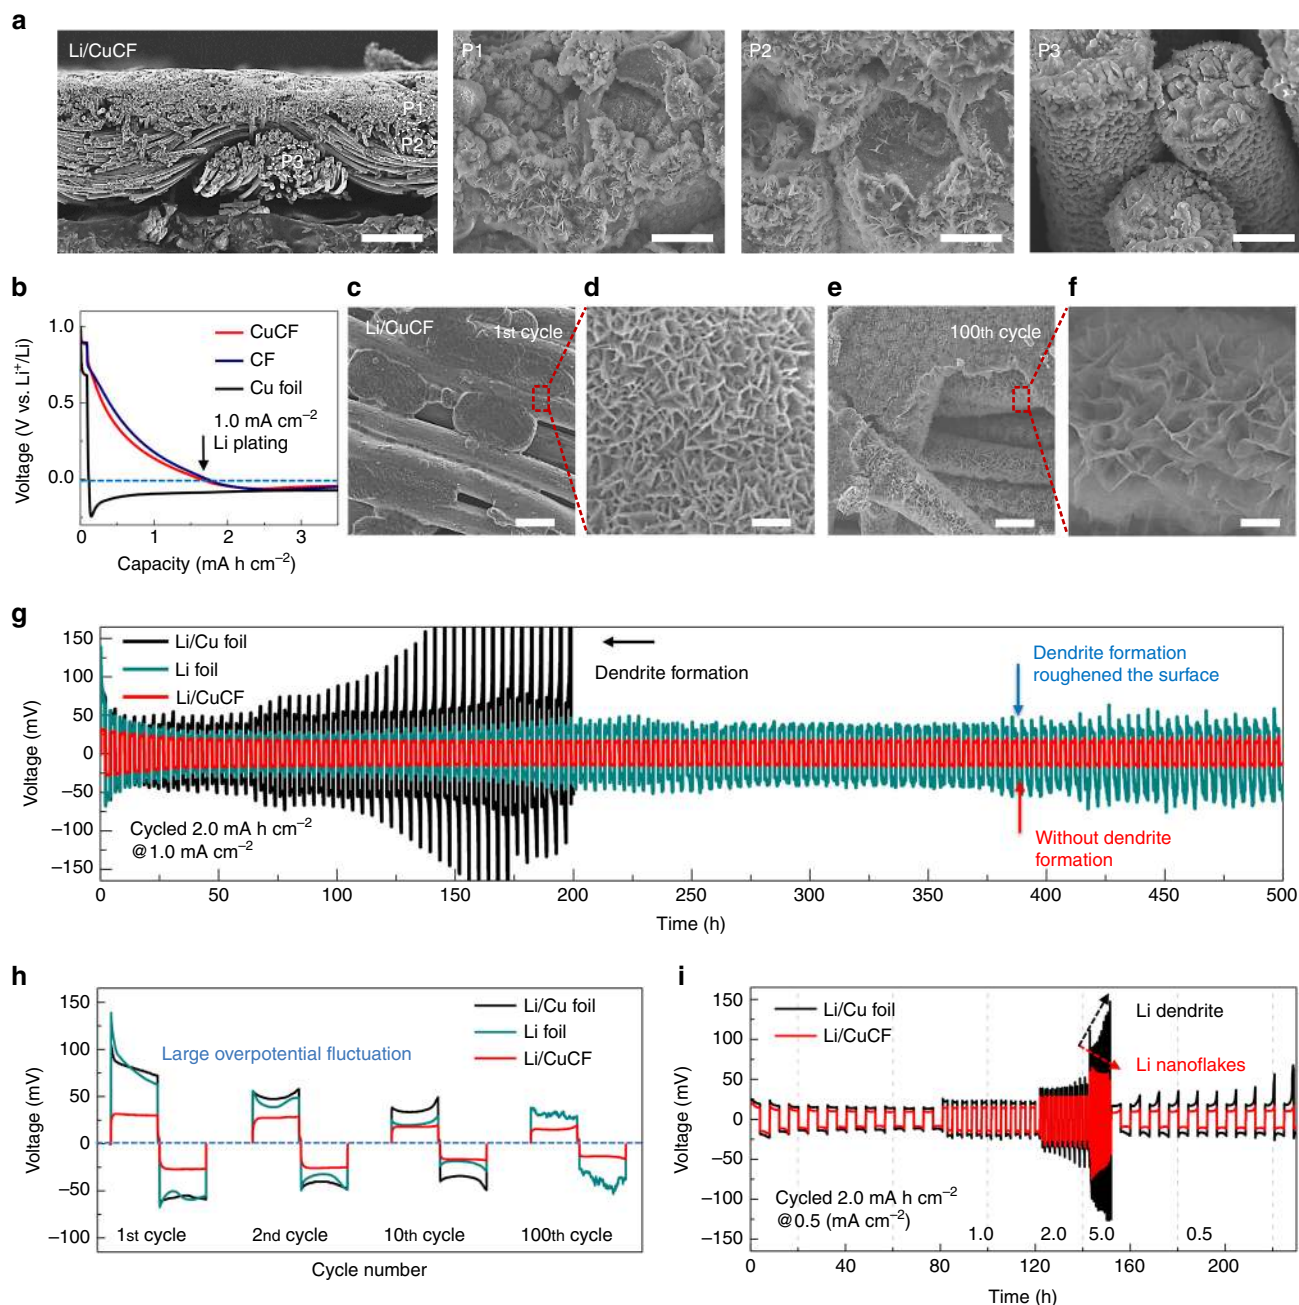 a
Li/CuCF
P1
P2
P3
P1
P2
P3
b
c
d
e
f
1.0
0.5
0.0
Voltage (V vs. Li⁺/Li)
CuCF
CF
Cu foil
1.0 mA cm⁻²
Li plating
0
1
2
3
Capacity (mA h cm⁻²)
Li/CuCF
1st cycle
100th cycle
g
150
100
50
0
−50
−100
−150
Voltage (mV)
Li/Cu foil
Li foil
Li/CuCF
Dendrite formation
Dendrite formation
roughened the surface
Without dendrite
formation
Cycled 2.0 mA h cm⁻²
@1.0 mA cm⁻²
0
50
100
150
200
250
300
350
400
450
500
Time (h)
h
150
100
50
0
−50
−100
Voltage (mV)
Li/Cu foil
Li foil
Li/CuCF
Large overpotential fluctuation
1st cycle
2nd cycle
10th cycle
100th cycle
Cycle number
i
150
100
50
0
−50
−100
−150
Voltage (mV)
Li/Cu foil
Li/CuCF
Li dendrite
Li nanoflakes
Cycled 2.0 mA h cm⁻²
@0.5 (mA cm⁻²)
1.0
2.0
5.0
0.5
0
40
80
120
160
200
Time (h)